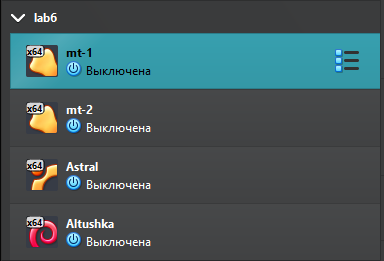 lab6
x64
mt-1
Выключена
x64
mt-2
Выключена
x64
Astral
Выключена
x64
Altushka
Выключена